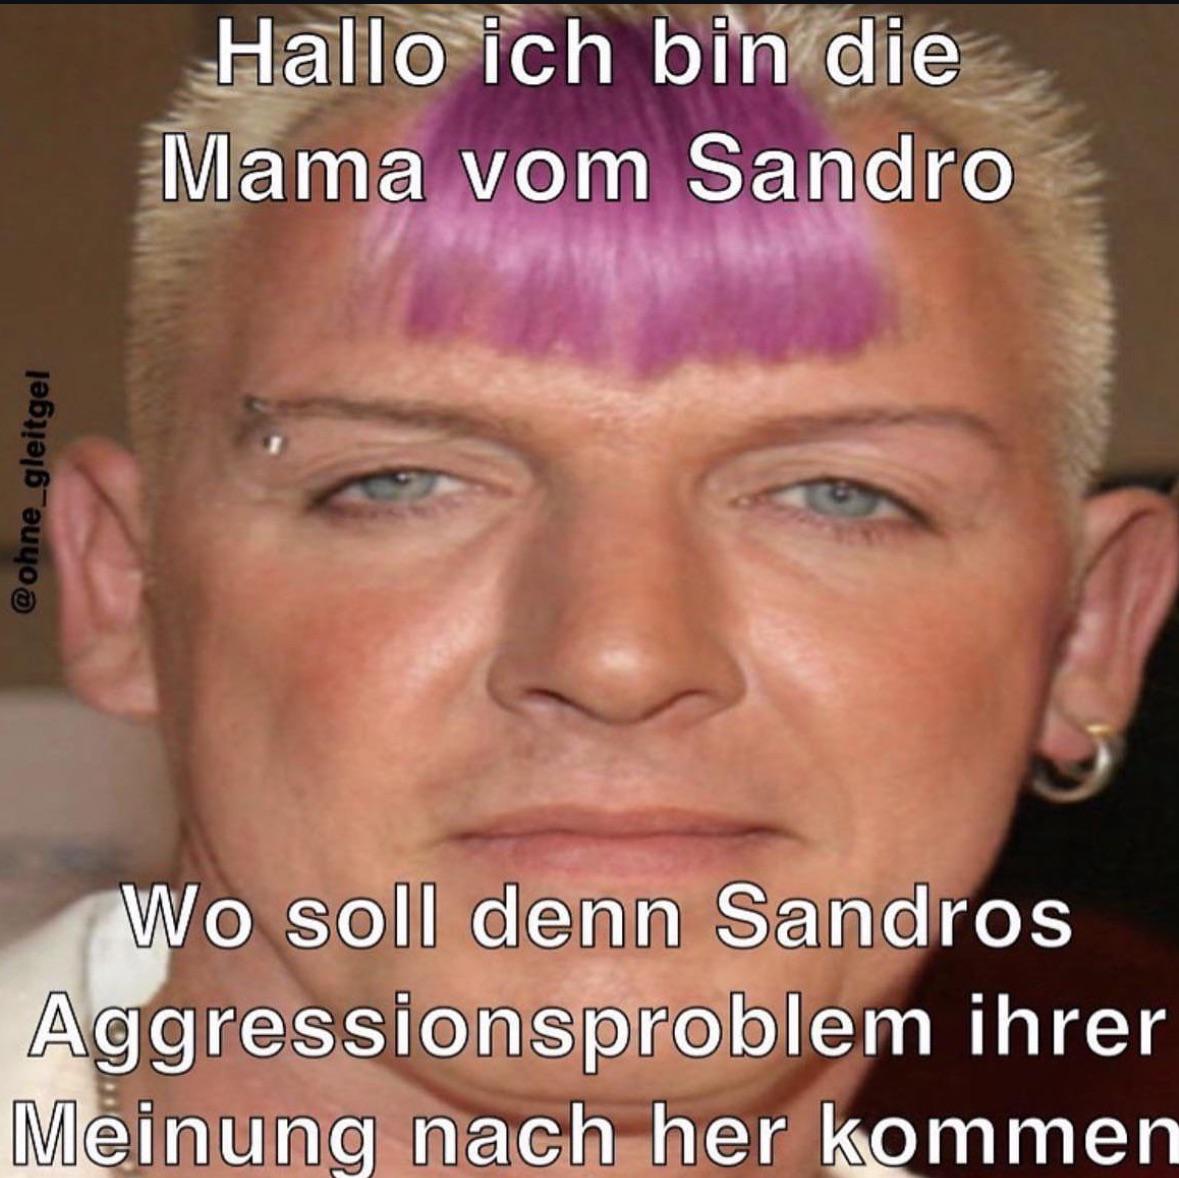 Hallo ich bin die
Mama vom Sandro
@ohne_gleitgel
Wo soll denn Sandros
Aggressionsproblem ihrer
Meinung nach her kommen